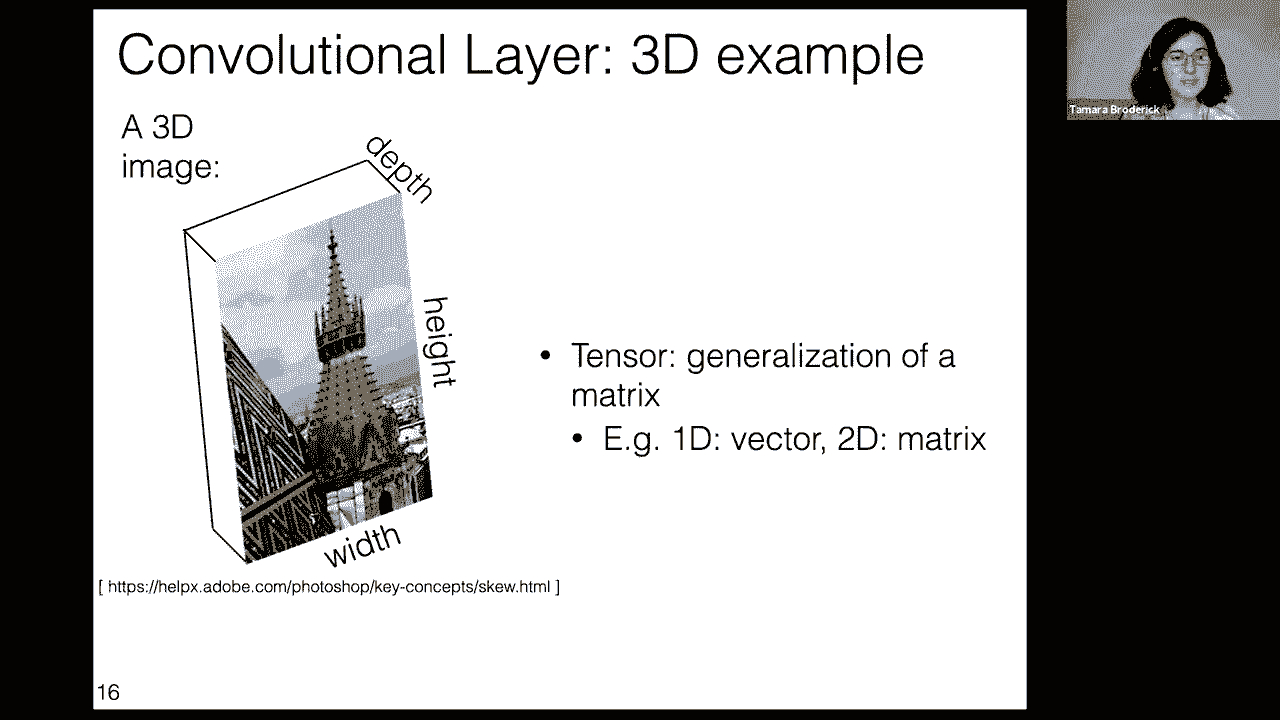 Convolutional Layer: 3D example
Tamara Broderick
A 3D
image:
depth
height
width
• Tensor: generalization of a
matrix
• E.g. 1D: vector, 2D: matrix
[ https://helpx.adobe.com/photoshop/key-concepts/skew.html ]
16